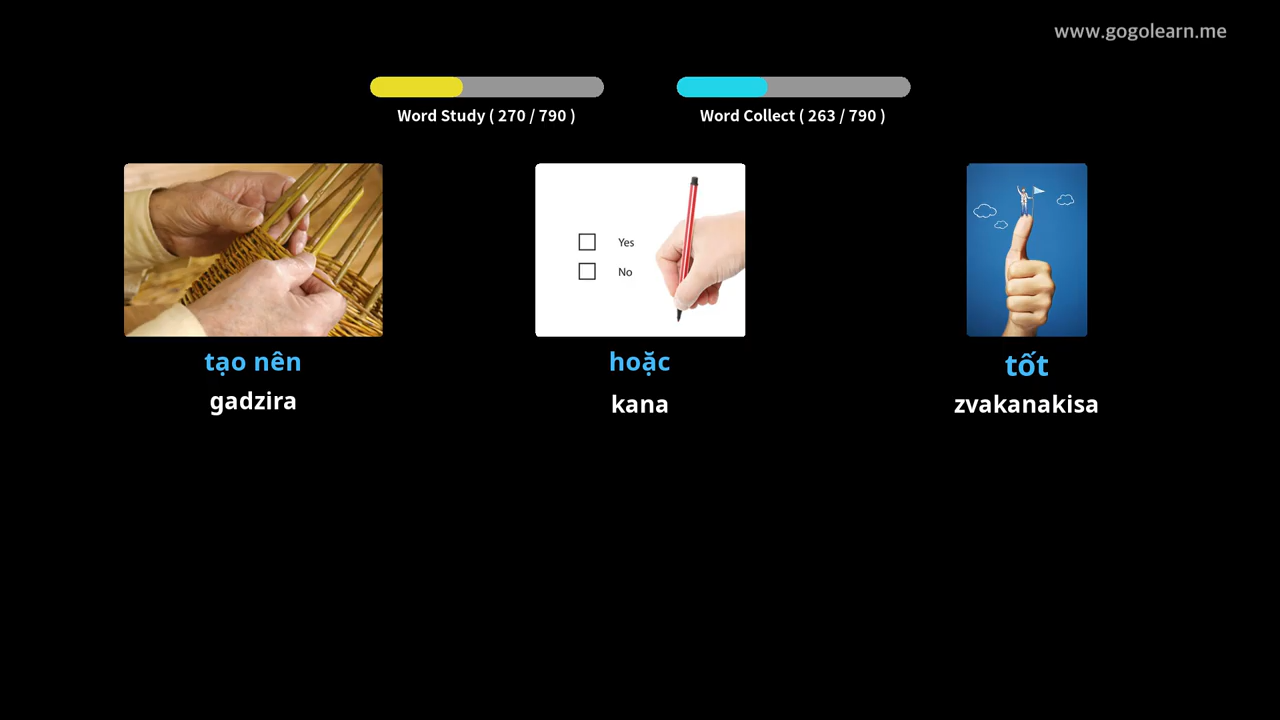 www.gogolearn.me
Word Study ( 270 / 790 )
Word Collect ( 263 / 790 )
Yes
No
tạo nên
hoặc
tốt
gadzira
kana
zvakanakisa